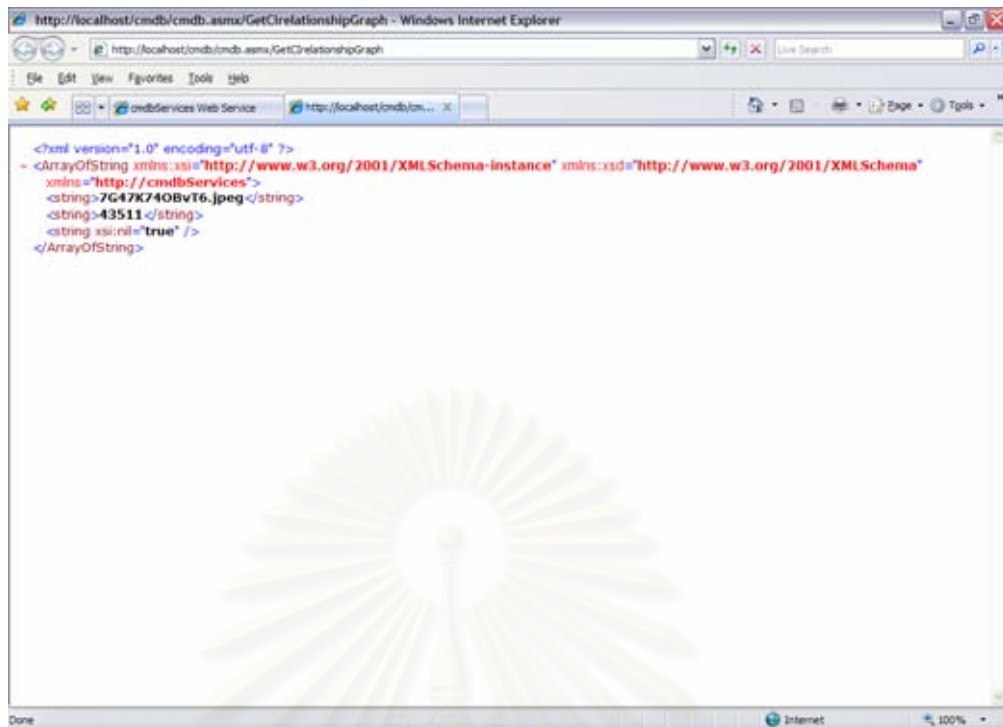 http://localhost/cmdb/cmdb.asmx/GetCIrelationshipGraph - Windows Internet Explorer
http://localhost/cmdb/cmdb.asmx/GetCIrelationshipGraph
Live Search
File Edit View Favorites Tools Help
cmdbServices Web Service
http://localhost/cmdb/cm...
Page
Tools
<?xml version="1.0" encoding="utf-8" ?>
- <ArrayOfString xmlns:xsi="http://www.w3.org/2001/XMLSchema-instance" xmlns:xsd="http://www.w3.org/2001/XMLSchema"
xmlns="http://cmdbServices">
<string>7G47K74OBvT6.jpeg</string>
<string>43511</string>
<string xsi:nil="true" />
</ArrayOfString>
Done
Internet
100%